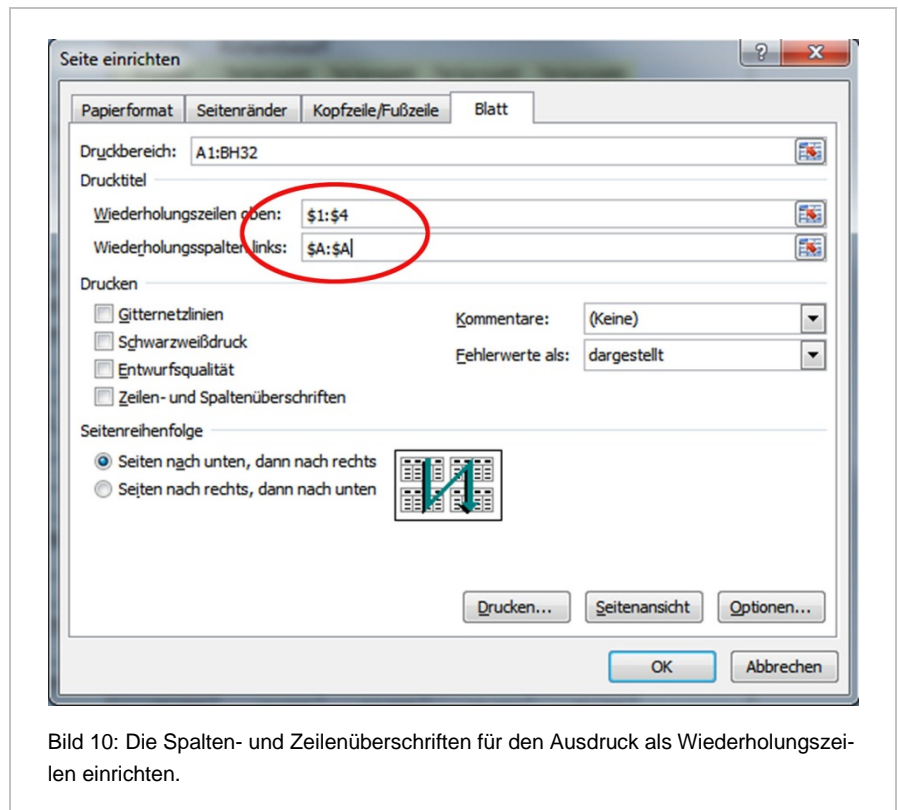 Seite einrichten
Papierformat Seitenränder Kopfzeile/Fußzeile Blatt
Druckbereich: A1:BH32
Drucktitel
Wiederholungszeilen oben: $1:$4
Wiederholungsspalten links: $A:$A
Drucken
Gitternetzlinien Kommentare: (Keine)
Schwarzweißdruck
Entwurfsqualität Fehlerwerte als: dargestellt
Zeilen- und Spaltenüberschriften
Seitenreihenfolge
Seiten nach unten, dann nach rechts
Seiten nach rechts, dann nach unten
Drucken... Seitenansicht Optionen...
OK Abbrechen
Bild 10: Die Spalten- und Zeilenüberschriften für den Ausdruck als Wiederholungszei-
len einrichten.